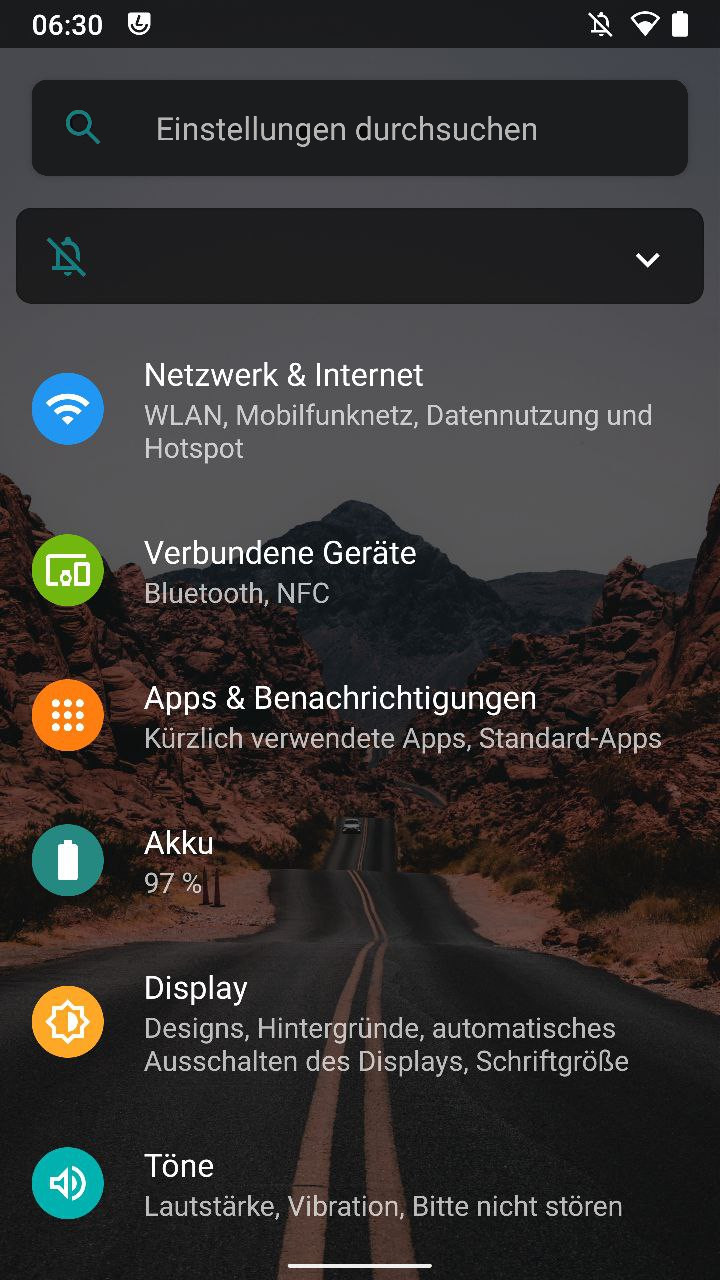 06:30
Einstellungen durchsuchen
Netzwerk & Internet
WLAN, Mobilfunknetz, Datennutzung und
Hotspot
Verbundene Geräte
Bluetooth, NFC
Apps & Benachrichtigungen
Kürzlich verwendete Apps, Standard-Apps
Akku
97 %
Display
Designs, Hintergründe, automatisches
Ausschalten des Displays, Schriftgröße
Töne
Lautstärke, Vibration, Bitte nicht stören